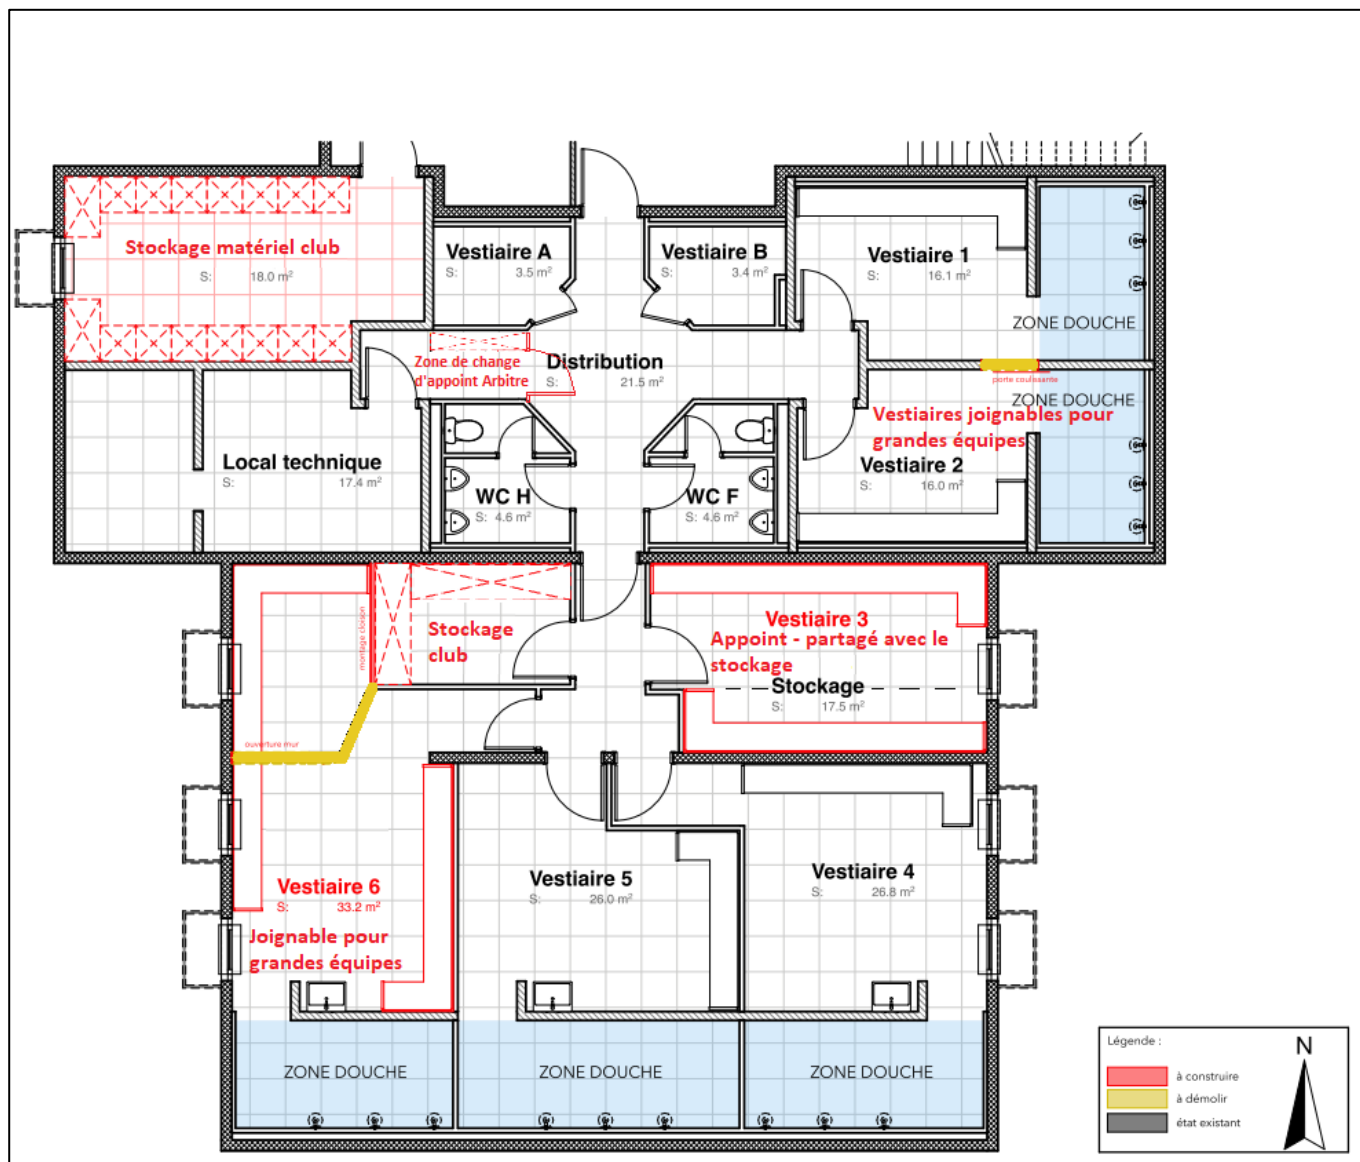 Stockage matériel club
S: 18.0 m²
Vestiaire A
S: 3.5 m²
Vestiaire B
S: 3.4 m²
Vestiaire 1
S: 16.1 m²
ZONE DOUCHE
Zone de change
d'appoint Arbitre
Distribution
S: 21.5 m²
porte coulissante
ZONE DOUCHE
Vestiaires joignables pour
grandes équipes
Vestiaire 2
S: 16.0 m²
Local technique
S: 17.4 m²
WC H
S: 4.6 m²
WC F
S: 4.6 m²
montage cloison
Stockage
club
Vestiaire 3
Appoint - partagé avec le
stockage
Stockage
S: 17.5 m²
ouverture mur
Vestiaire 6
S: 33.2 m²
Joignable pour
grandes équipes
Vestiaire 5
S: 26.0 m²
Vestiaire 4
S: 26.8 m²
ZONE DOUCHE
ZONE DOUCHE
ZONE DOUCHE
Légende :
à construire
à démolir
état existant
N